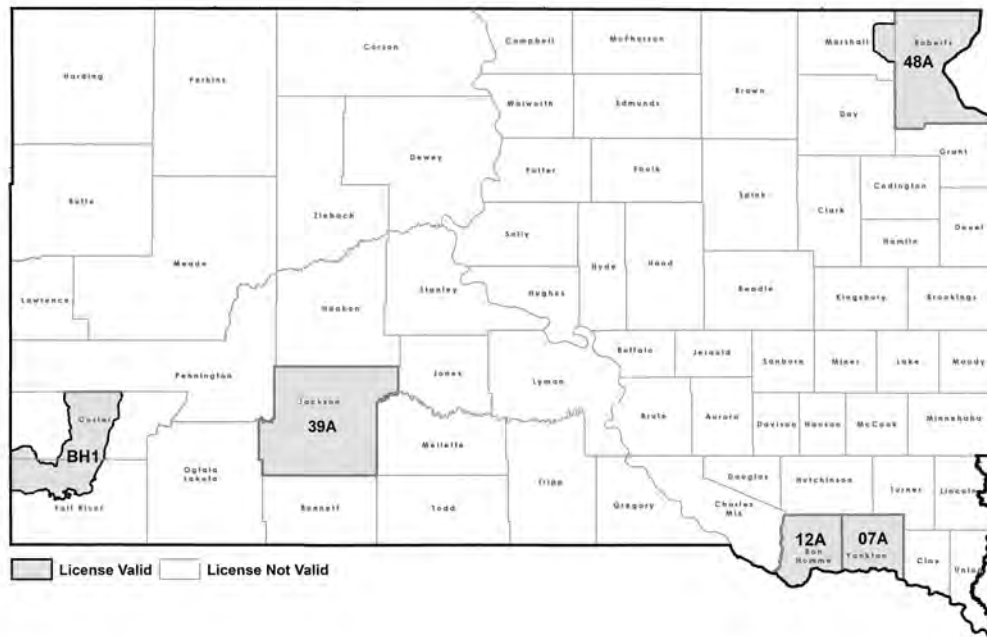 Harding
Perkins
Corson
Campbell
McPherson
Marshall
Roberts
48A
Walworth
Edmunds
Brown
Day
Grant
Butte
Dewey
Ziebach
Potter
Faulk
Spink
Clark
Codington
Hamlin
Deuel
Meade
Sully
Hyde
Hand
Lawrence
Haakon
Stanley
Hughes
Beadle
Kingsbury
Brookings
Pennington
Jones
Lyman
Buffalo
Jerauld
Sanborn
Miner
Lake
Moody
Custer
BH1
Jackson
39A
Mellette
Brule
Aurora
Davison
Hanson
McCook
Minnehaha
Fall River
Oglala
Lakota
Bennett
Todd
Tripp
Gregory
Charles
Mix
Douglas
Hutchinson
Turner
Lincoln
12A
Bon
Homme
07A
Yankton
Clay
Union
License Valid
License Not Valid